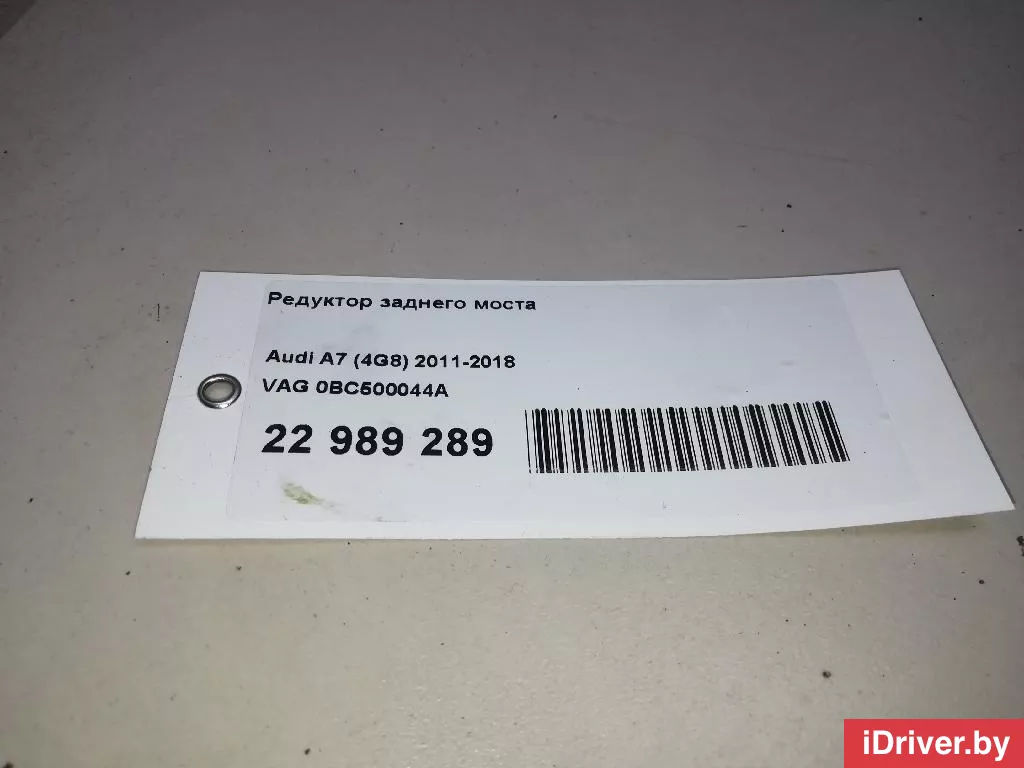 Редуктор заднего моста
Audi A7 (4G8) 2011-2018
VAG 0BC500044A
22 989 289
iDriver.by